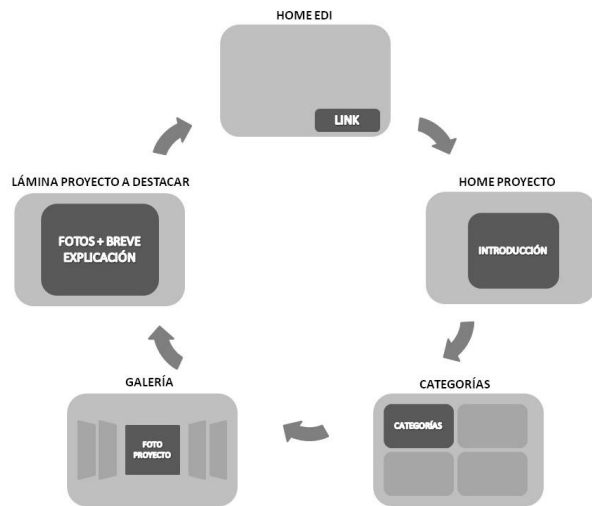 HOME EDI
LINK
HOME PROYECTO
INTRODUCCIÓN
CATEGORÍAS
CATEGORÍAS
GALERÍA
FOTO
PROYECTO
LÁMINA PROYECTO A DESTACAR
FOTOS + BREVE
EXPLICACIÓN